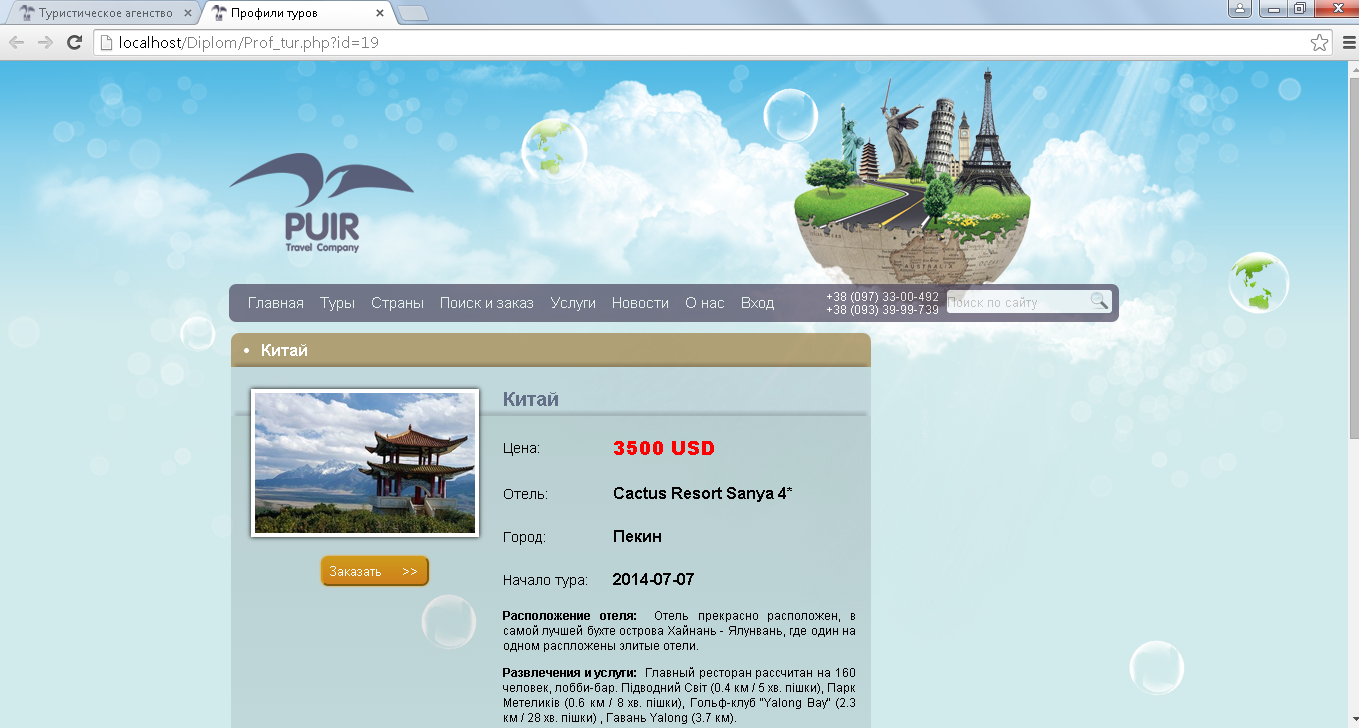 Туристическое агенство
Профили туров
localhost/Diplom/Prof_tur.php?id=19
PUIR
Travel Company
AUSTRALIA
Главная Туры Страны Поиск и заказ Услуги Новости О нас Вход
+38 (097) 33-00-492
+38 (093) 39-99-739
Поиск по сайту
• Китай
Китай
Цена: 3500 USD
Отель: Cactus Resort Sanya 4*
Город: Пекин
Начало тура: 2014-07-07
Заказать >>
Расположение отеля: Отель прекрасно расположен, в
самой лучшей бухте острова Хайнань - Ялунвань, где один на
одном распложены элитые отели.
Развлечения и услуги: Главный ресторан рассчитан на 160
человек, лобби-бар. Підводний Світ (0.4 км / 5 хв. пішки), Парк
Метеликів (0.6 км / 8 хв. пішки), Гольф-клуб "Yalong Bay" (2.3
км / 28 хв. пішки) , Гавань Yalong (3.7 км).